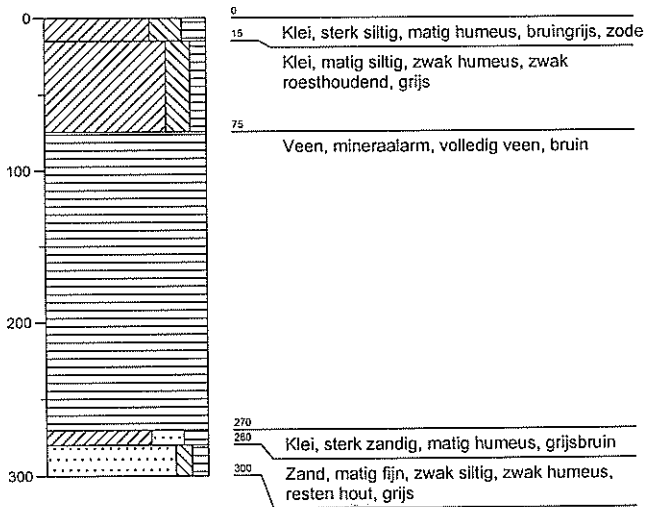 0
Klei, sterk siltig, matig humeus, bruingrijs, zode
15
Klei, matig siltig, zwak humeus, zwak
roesthoudend, grijs
75
Veen, mineraalarm, volledig veen, bruin
100
200
270
Klei, sterk zandig, matig humeus, grijsbruin
280
Zand, matig fijn, zwak siltig, zwak humeus,
resten hout, grijs
300
300